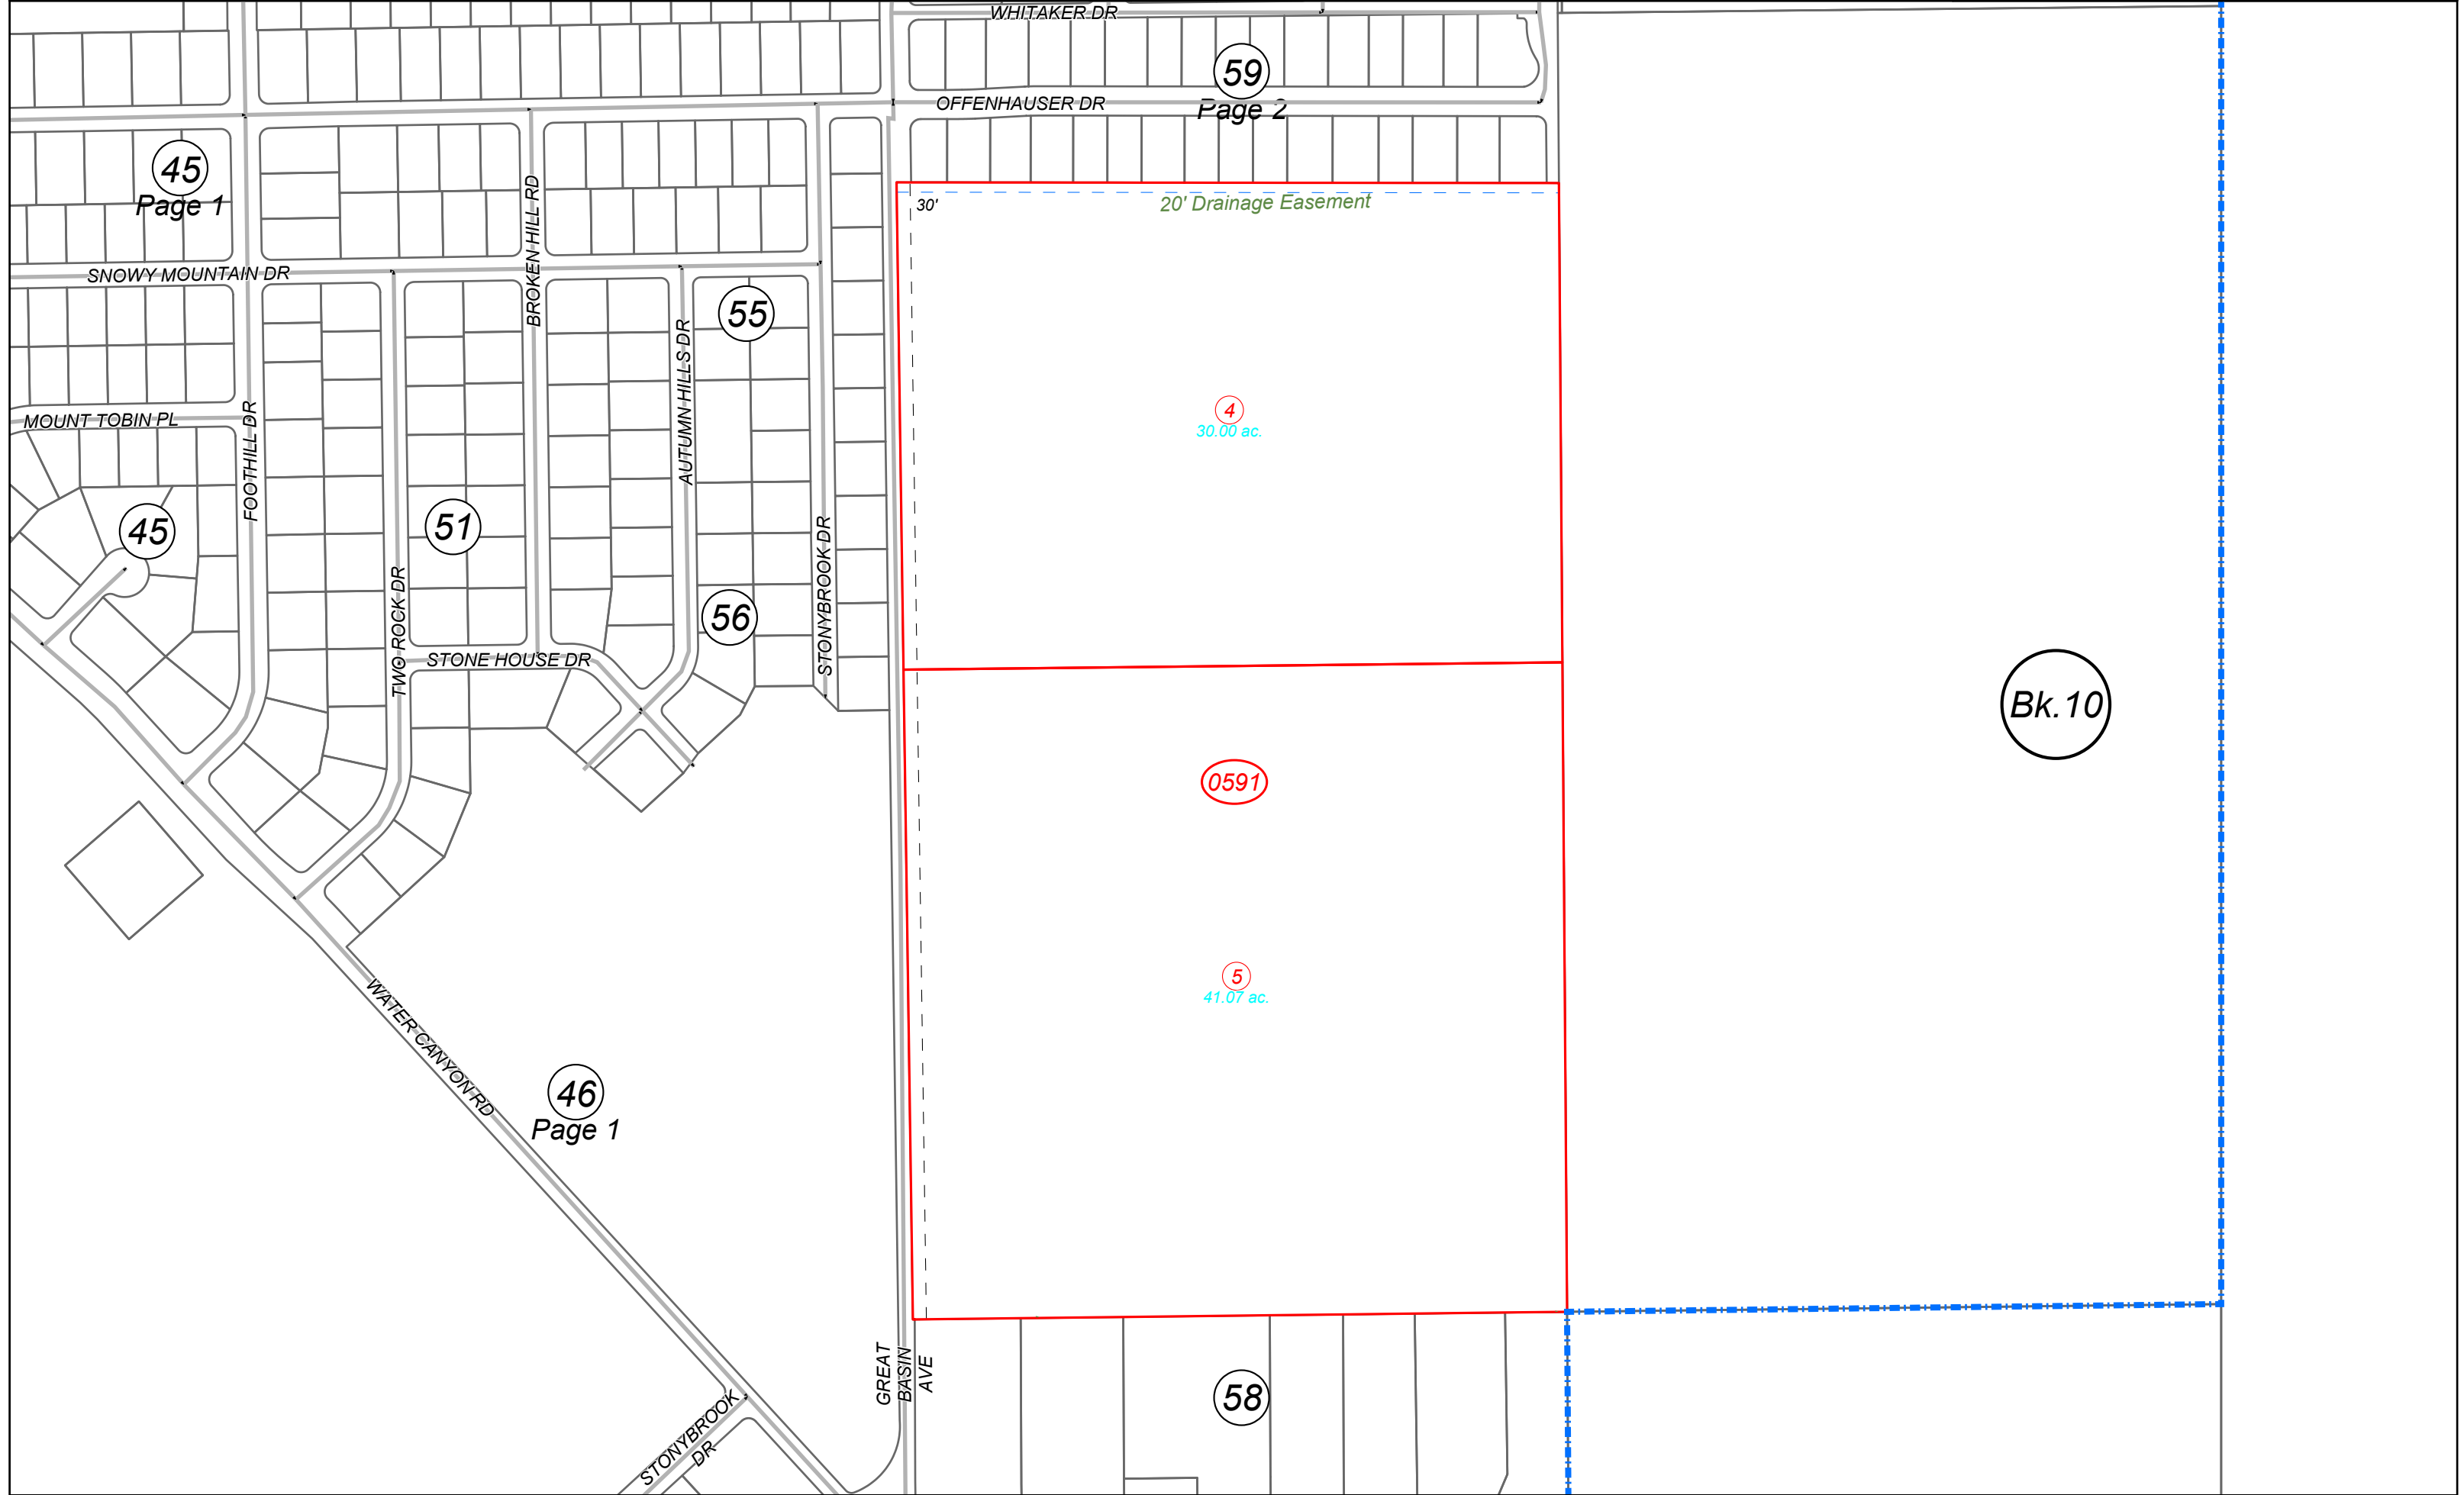 WHITAKER DR
59
OFFENHAUSER DR
Page 2
45
Page 1
30'
20' Drainage Easement
BROKEN HILL RD
SNOWY MOUNTAIN DR
55
AUTUMN HILLS DR
4
30.00 ac.
MOUNT TOBIN PL
FOOTHILL DR
45
51
STONYBROOK DR
TWO ROCK DR
56
STONE HOUSE DR
Bk.10
0591
5
41.07 ac.
WATER CANYON RD
46
Page 1
GREAT
BASIN
AVE
58
STONYBROOK
DR